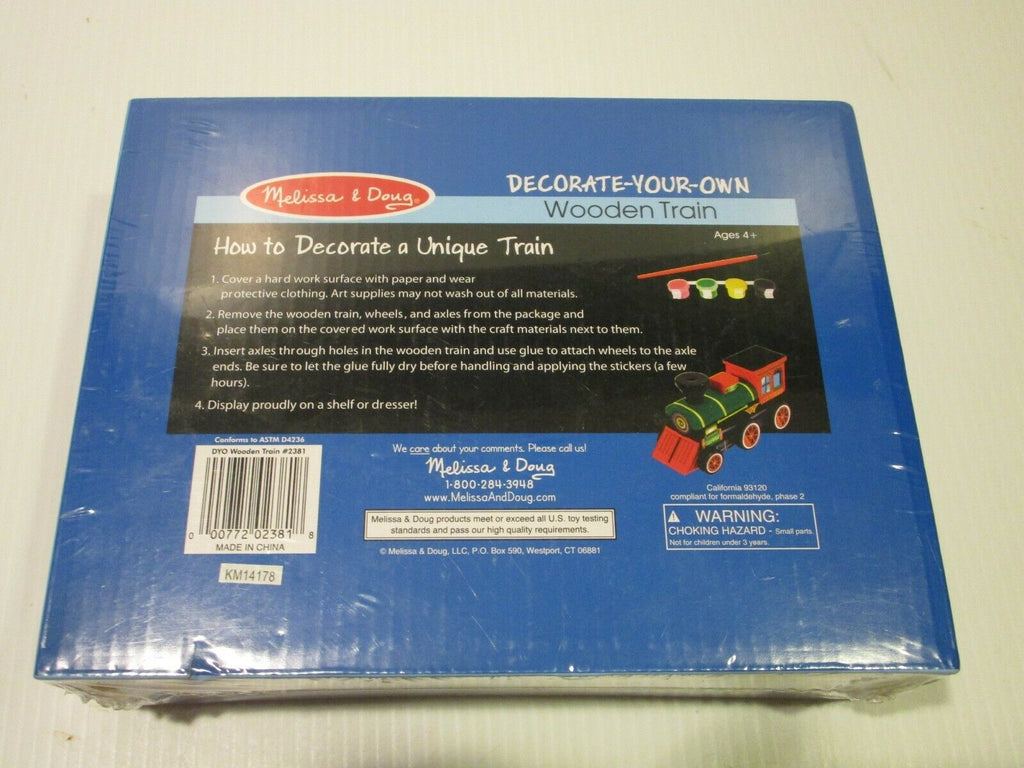 Melissa & Doug®
DECORATE-YOUR-OWN
Wooden Train
Ages 4+
How to Decorate a Unique Train
1. Cover a hard work surface with paper and wear
protective clothing. Art supplies may not wash out of all materials.
2. Remove the wooden train, wheels, and axles from the package and
place them on the covered work surface with the craft materials next to them.
3. Insert axles through holes in the wooden train and use glue to attach wheels to the axle
ends. Be sure to let the glue fully dry before handling and applying the stickers (a few
hours).
4. Display proudly on a shelf or dresser!
Conforms to ASTM D4236
DYO Wooden Train #2381
0 00772 02381 8
MADE IN CHINA
KM14178
We care about your comments. Please call us!
Melissa & Doug
1-800-284-3948
www.MelissaAndDoug.com
Melissa & Doug products meet or exceed all U.S. toy testing
standards and pass our high quality requirements.
© Melissa & Doug, LLC, P.O. Box 590, Westport, CT 06881
California 93120
compliant for formaldehyde, phase 2
WARNING:
CHOKING HAZARD - Small parts.
Not for children under 3 years.